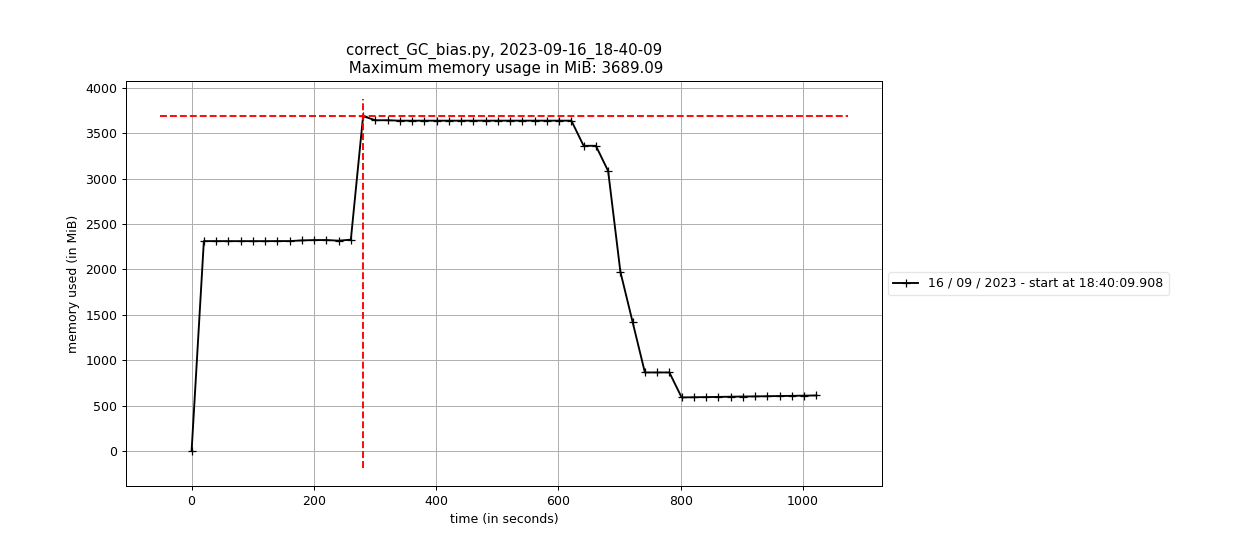 correct_GC_bias.py, 2023-09-16_18-40-09
Maximum memory usage in MiB: 3689.09
4000
3500
3000
2500
2000
1500
1000
500
0
memory used (in MiB)
0 200 400 600 800 1000
time (in seconds)
16 / 09 / 2023 - start at 18:40:09.908